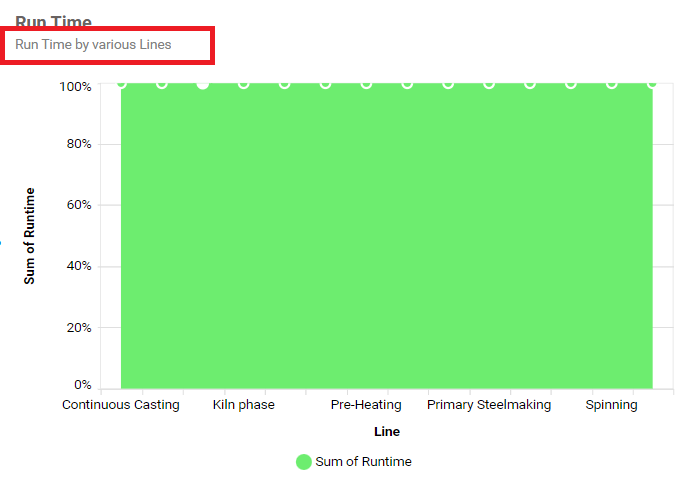 Run Time
Run Time by various Lines
100%
80%
60%
40%
20%
0%
Sum of Runtime
Continuous Casting Kiln phase Pre-Heating Primary Steelmaking Spinning
Line
Sum of Runtime